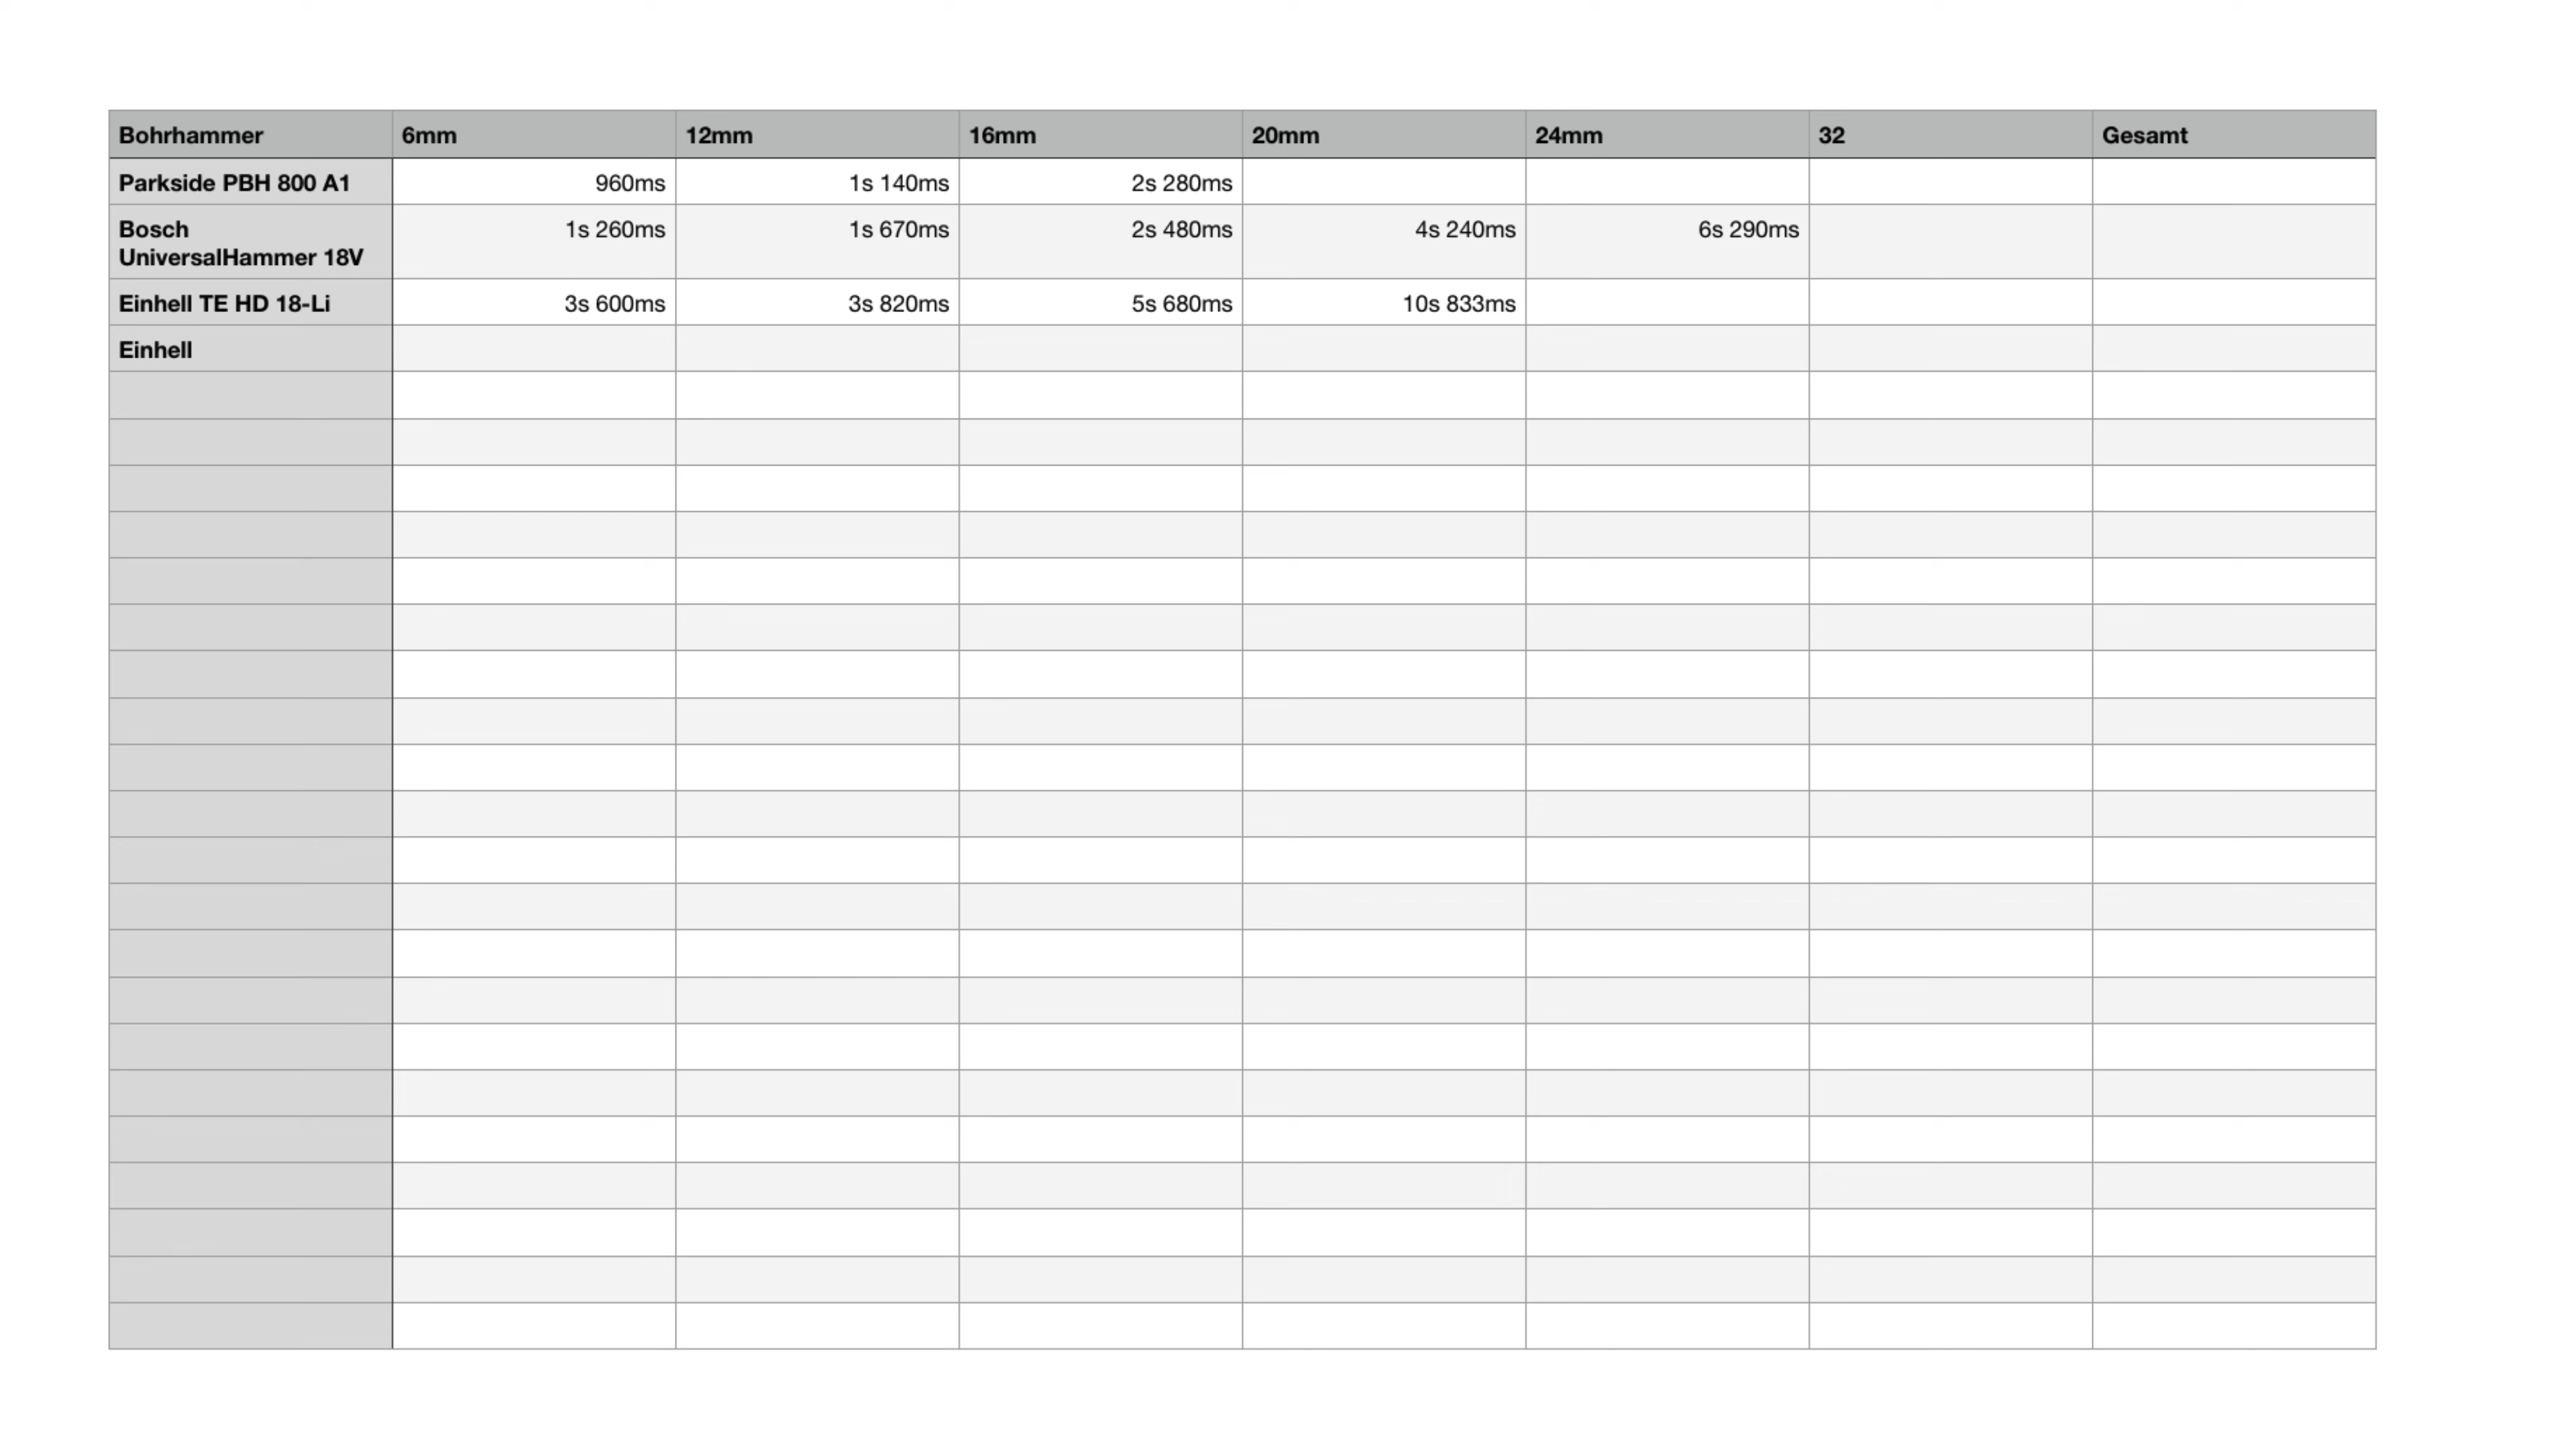 Bohrhammer 6mm 12mm 16mm 20mm 24mm 32 Gesamt
Parkside PBH 800 A1 960ms 1s 140ms 2s 280ms
Bosch 1s 260ms 1s 670ms 2s 480ms 4s 240ms 6s 290ms
UniversalHammer 18V
Einhell TE HD 18-Li 3s 600ms 3s 820ms 5s 680ms 10s 833ms
Einhell